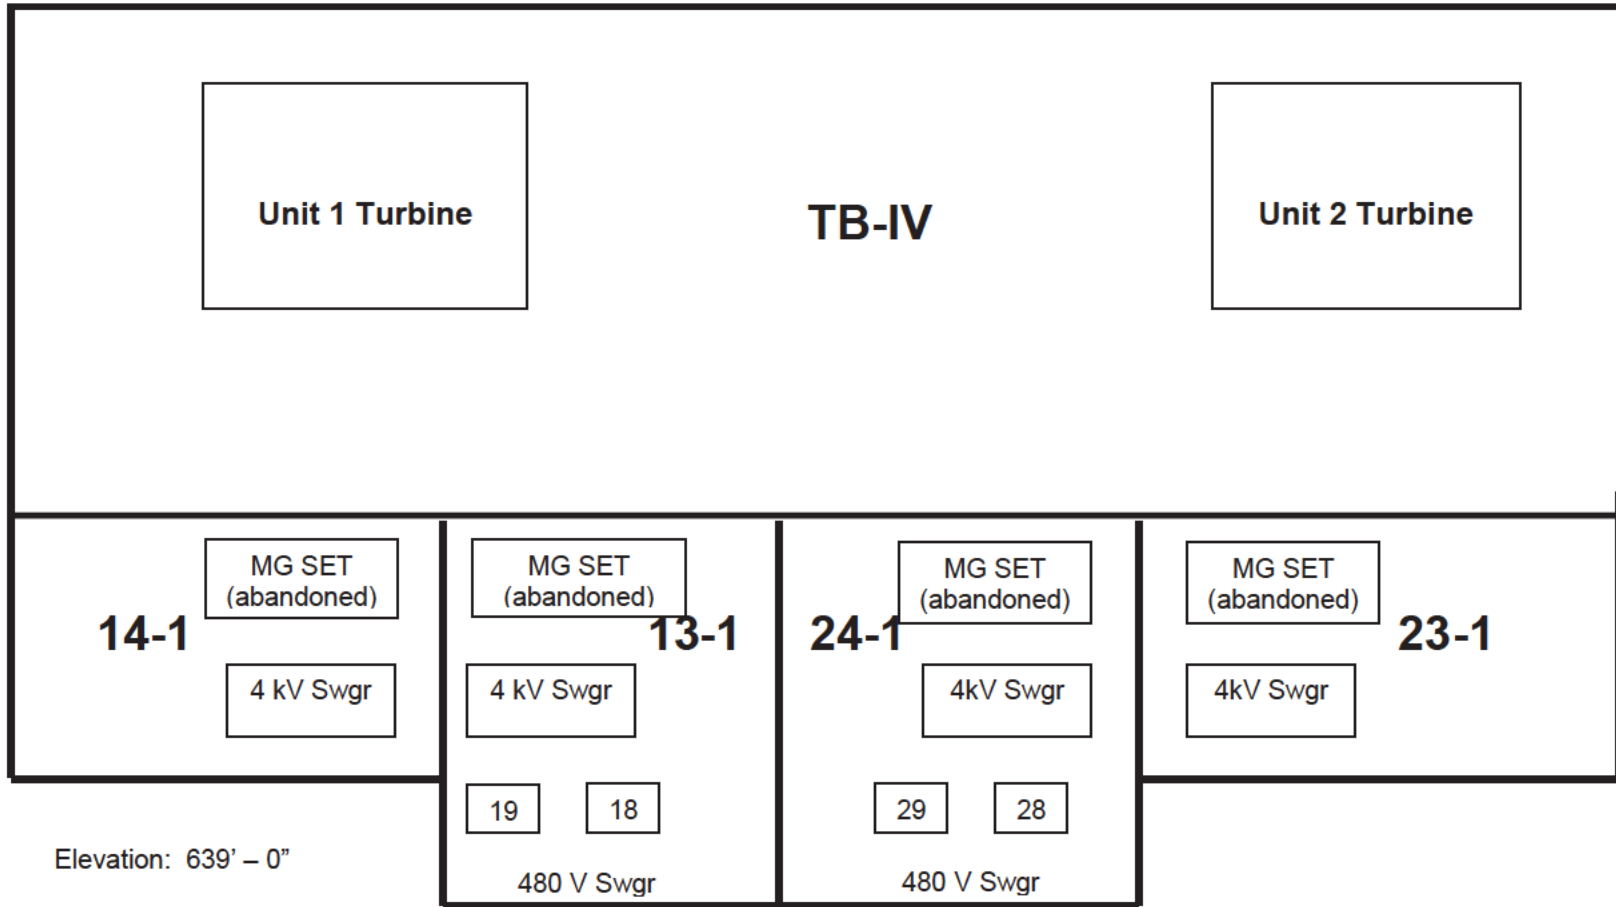 Unit 1 Turbine
TB-IV
Unit 2 Turbine
MG SET
(abandoned)
MG SET
(abandoned)
MG SET
(abandoned)
MG SET
(abandoned)
14-1
13-1
24-1
23-1
4 kV Swgr
4 kV Swgr
4kV Swgr
4kV Swgr
19
18
29
28
Elevation: 639’ – 0”
480 V Swgr
480 V Swgr